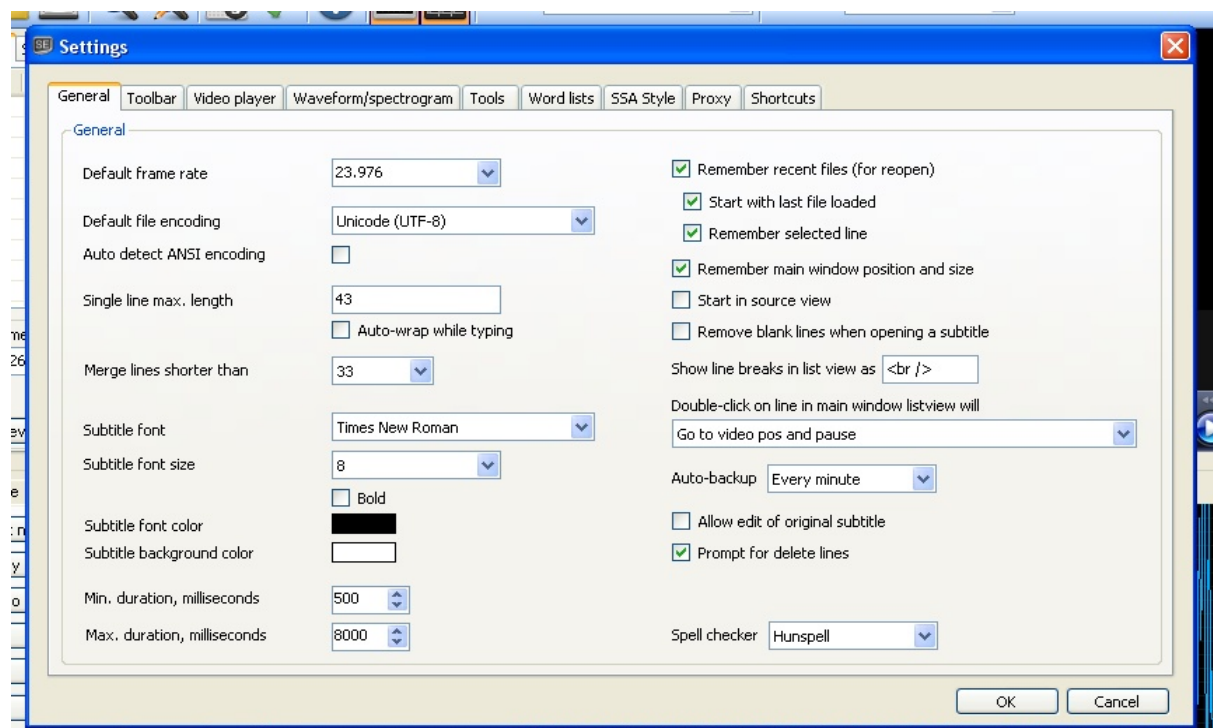 SE Settings
General Toolbar Video player Waveform/spectrogram Tools Word lists SSA Style Proxy Shortcuts
General
Default frame rate 23.976
Default file encoding Unicode (UTF-8)
Auto detect ANSI encoding
Single line max. length 43
Auto-wrap while typing
Merge lines shorter than 33
Subtitle font Times New Roman
Subtitle font size 8
Bold
Subtitle font color
Subtitle background color
Min. duration, milliseconds 500
Max. duration, milliseconds 8000
Remember recent files (for reopen)
Start with last file loaded
Remember selected line
Remember main window position and size
Start in source view
Remove blank lines when opening a subtitle
Show line breaks in list view as <br />
Double-click on line in main window listview will
Go to video pos and pause
Auto-backup Every minute
Allow edit of original subtitle
Prompt for delete lines
Spell checker Hunspell
OK Cancel